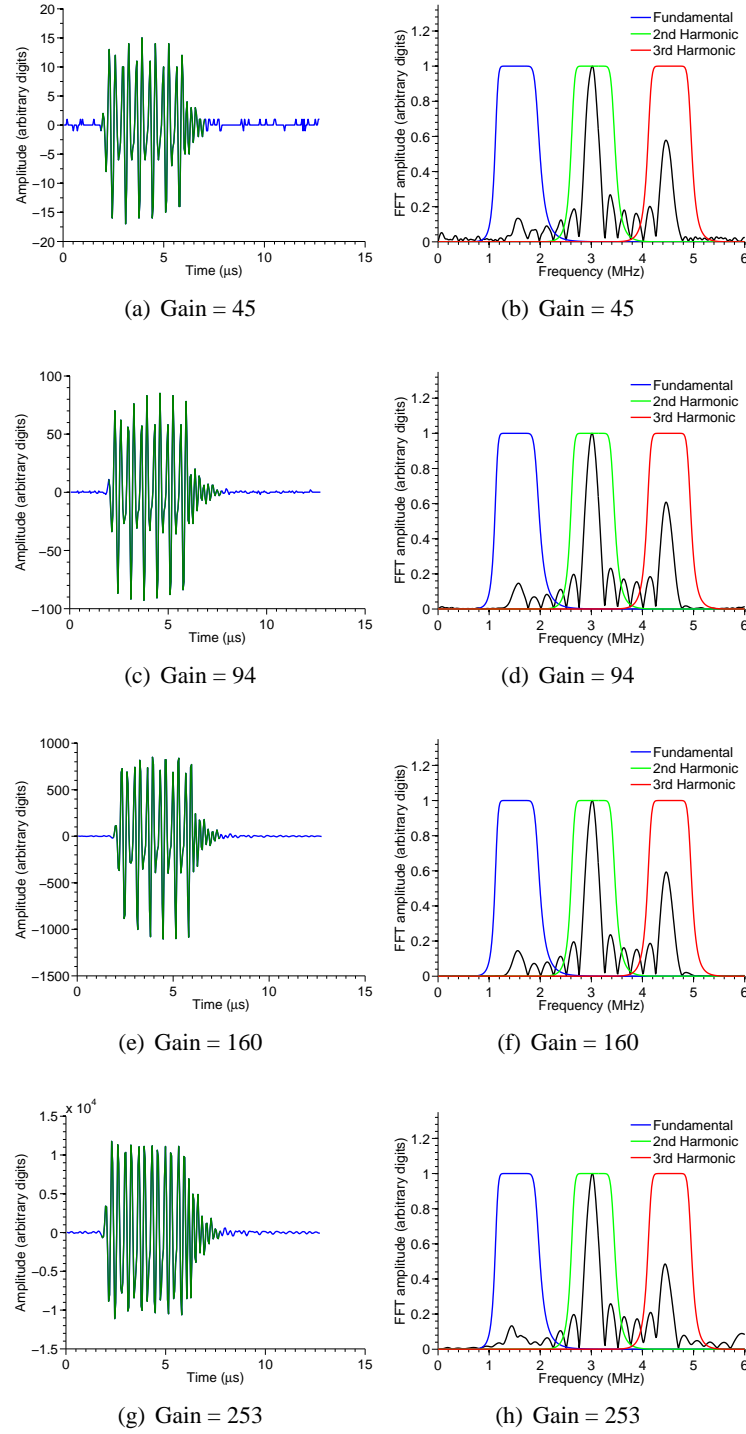 20
15
10
5
0
−5
−10
−15
−20
0 5 10 15
Amplitude (arbitrary digits)
Time (µs)
(a) Gain = 45
1.2
1
0.8
0.6
0.4
0.2
0
0 1 2 3 4 5 6
FFT amplitude (arbitrary digits)
Frequency (MHz)
Fundamental
2nd Harmonic
3rd Harmonic
(b) Gain = 45
100
50
0
−50
−100
0 5 10 15
Amplitude (arbitrary digits)
Time (µs)
(c) Gain = 94
1.2
1
0.8
0.6
0.4
0.2
0
0 1 2 3 4 5 6
FFT amplitude (arbitrary digits)
Frequency (MHz)
Fundamental
2nd Harmonic
3rd Harmonic
(d) Gain = 94
1000
500
0
−500
−1000
−1500
0 5 10 15
Amplitude (arbitrary digits)
Time (µs)
(e) Gain = 160
1.2
1
0.8
0.6
0.4
0.2
0
0 1 2 3 4 5 6
FFT amplitude (arbitrary digits)
Frequency (MHz)
Fundamental
2nd Harmonic
3rd Harmonic
(f) Gain = 160
x 10^4
1.5
1
0.5
0
−0.5
−1
−1.5
0 5 10 15
Amplitude (arbitrary digits)
Time (µs)
(g) Gain = 253
1.2
1
0.8
0.6
0.4
0.2
0
0 1 2 3 4 5 6
FFT amplitude (arbitrary digits)
Frequency (MHz)
Fundamental
2nd Harmonic
3rd Harmonic
(h) Gain = 253